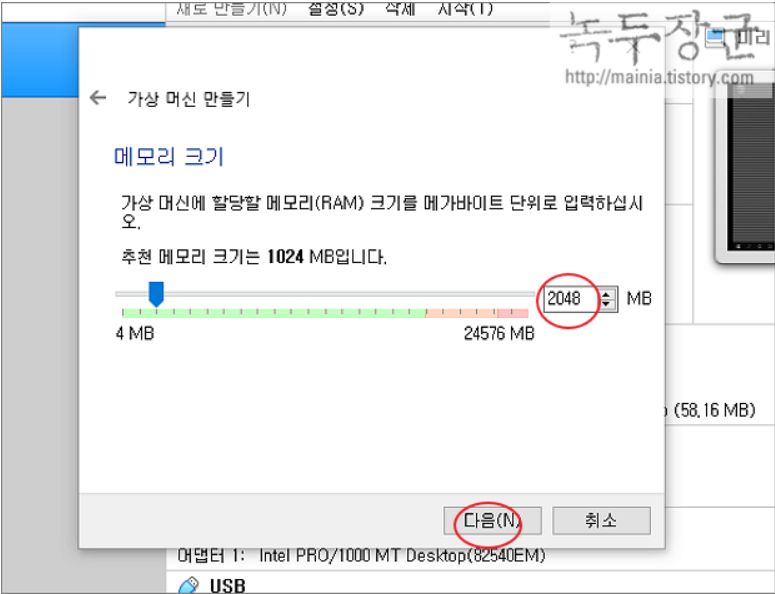 새로 만들기(N) 설정(S) 삭제 시작(T)
녹두장군
미리
http://mainia.tistory.com
가상 머신 만들기
메모리 크기
가상 머신에 할당할 메모리(RAM) 크기를 메가바이트 단위로 입력하십시
오.
추천 메모리 크기는 1024 MB입니다.
2048 MB
4 MB 24576 MB
(58,16 MB)
다음(N) 취소
어댑터 1: Intel PRO/1000 MT Desktop(82540EM)
USB